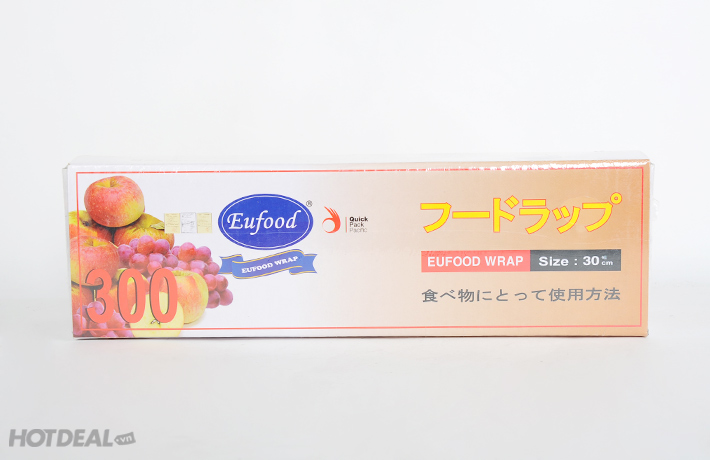 300
Eufood®
EUFOOD WRAP
Quick
Pack
Pacific
フードラップ
EUFOOD WRAP Size : 30 cm
食べ物にとって使用方法
HOTDEAL.vn